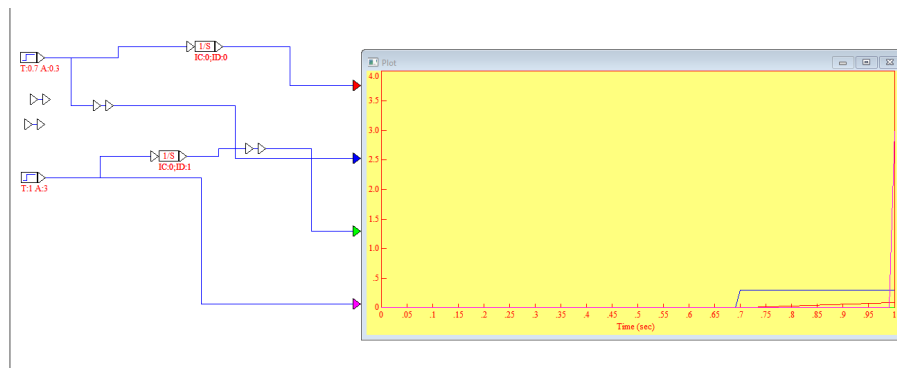 1/S
IC:0;ID:0
T:0.7 A:0.3
1/S
IC:0;ID:1
T:1 A:3
Plot
4.0
3.5
3.0
2.5
2.0
1.5
1.0
.5
0
0 .05 .1 .15 .2 .25 .3 .35 .4 .45 .5 .55 .6 .65 .7 .75 .8 .85 .9 .95 1
Time (sec)